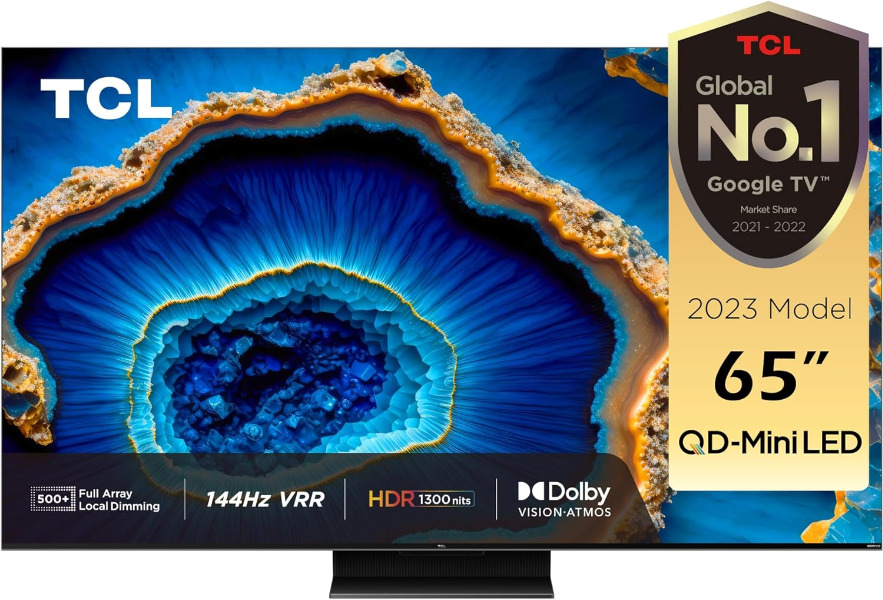 TCL
TCL
Global
No.1
Google TV™
Market Share
2021 - 2022
2023 Model
65”
QD-Mini LED
500+ Full Array
Local Dimming
144Hz VRR
HDR 1300 nits
Dolby
VISION·ATMOS
TCL